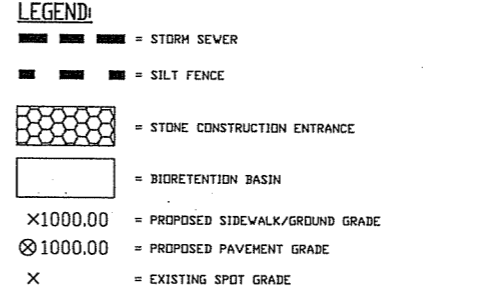 LEGEND:
= STORM SEWER
= SILT FENCE
= STONE CONSTRUCTION ENTRANCE
= BIORETENTION BASIN
×1000.00 = PROPOSED SIDEWALK/GROUND GRADE
⊗1000.00 = PROPOSED PAVEMENT GRADE
× = EXISTING SPOT GRADE